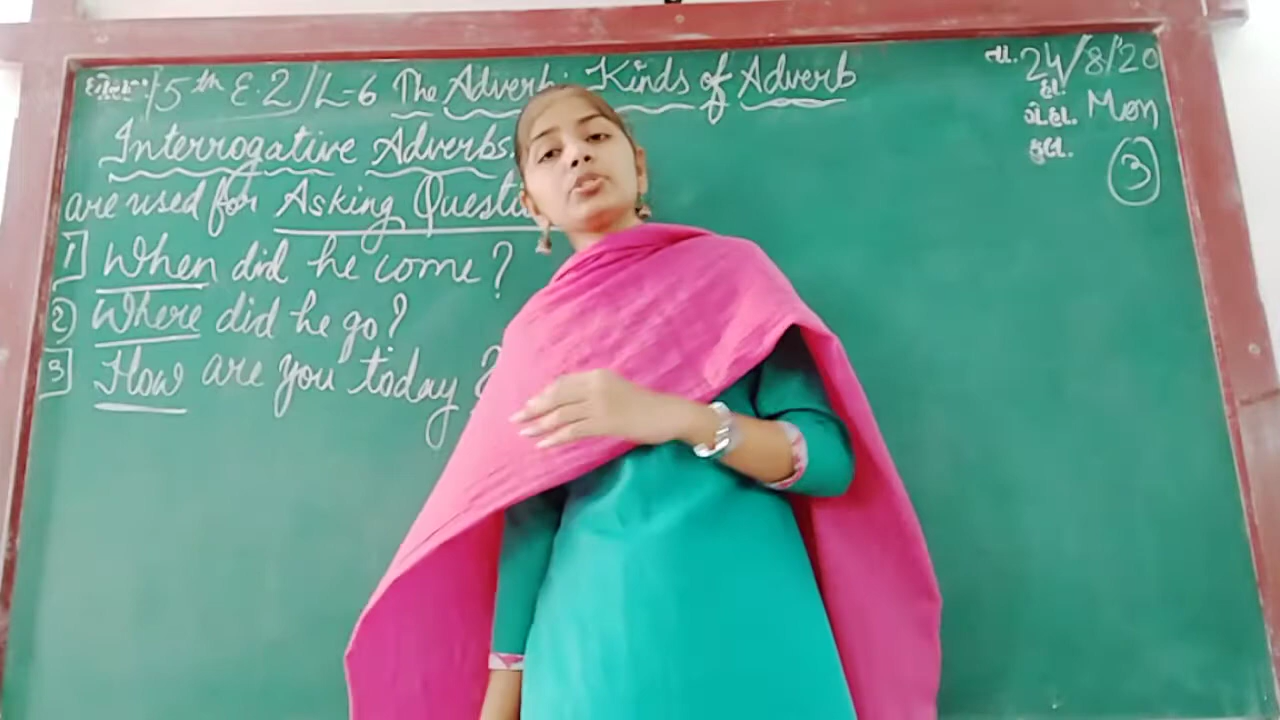 5th E.2 / L-6 The Adverb: Kinds of Adverb
Interrogative Adverbs
are used for Asking Questi
1] When did he come?
2) Where did he go?
3] How are you today ?
તા. 24/8/20
હા.
ગે.હા. Mon
કુલ.
3